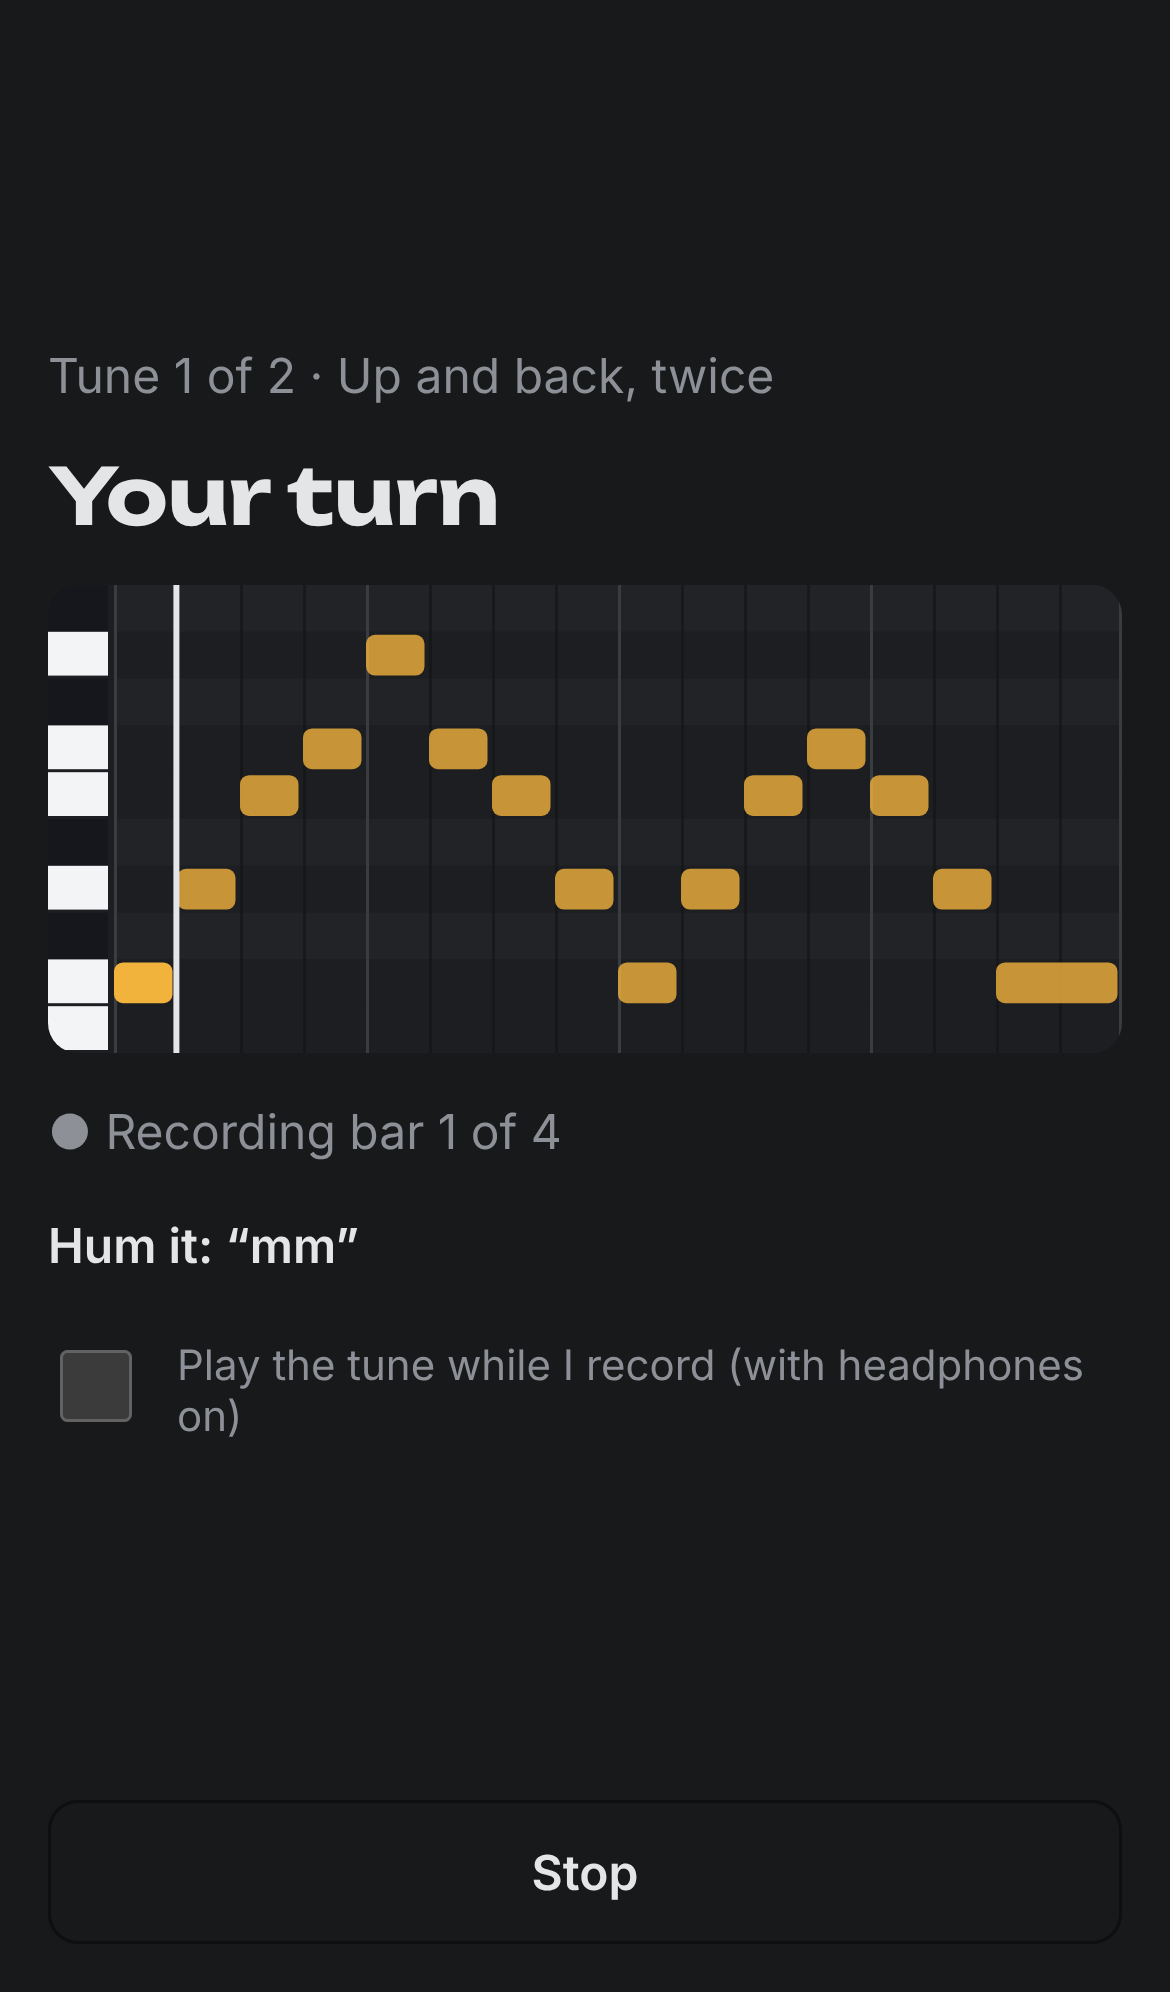 Tune 1 of 2 · Up and back, twice
Your turn
Recording bar 1 of 4
Hum it: “mm”
Play the tune while I record (with headphones
on)
Stop